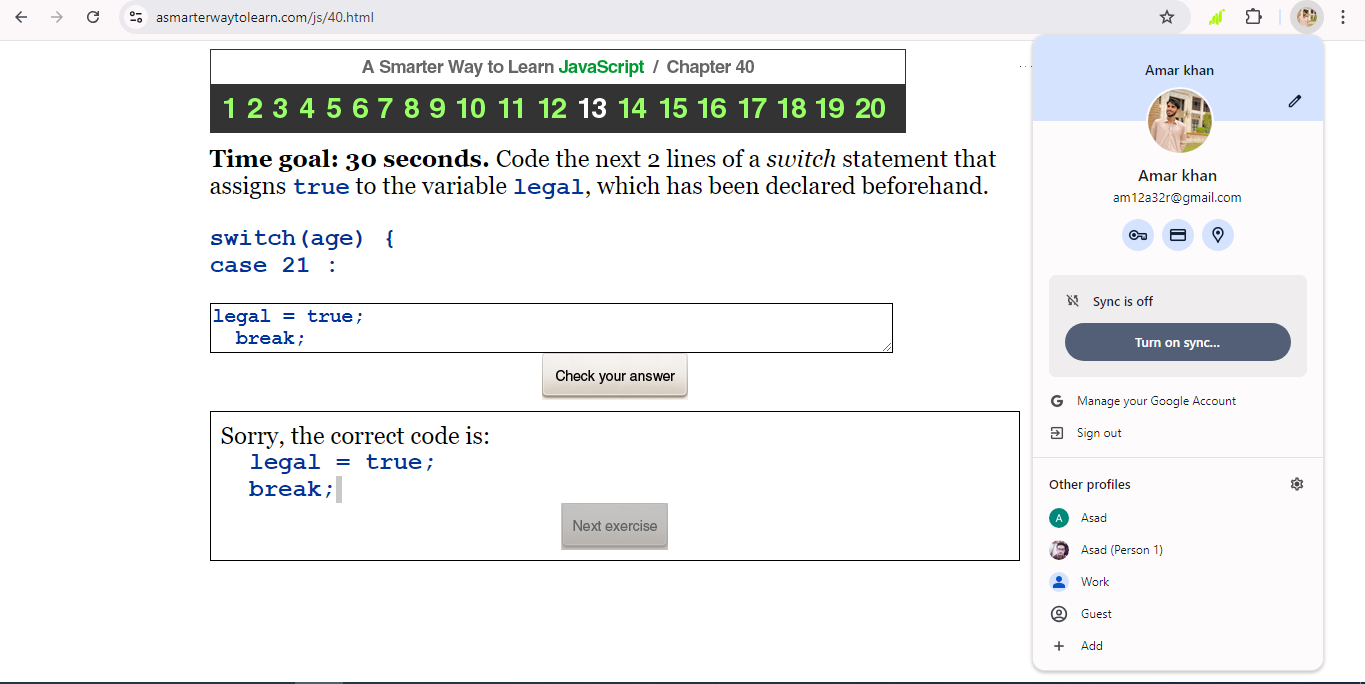 asmarterwaytolearn.com/js/40.html
A Smarter Way to Learn JavaScript / Chapter 40
1 2 3 4 5 6 7 8 9 10 11 12 13 14 15 16 17 18 19 20
Time goal: 30 seconds. Code the next 2 lines of a switch statement that
assigns true to the variable legal, which has been declared beforehand.
switch(age) {
case 21 :
legal = true;
break;
Check your answer
Sorry, the correct code is:
legal = true;
break;
Next exercise
Amar khan
Amar khan
am12a32r@gmail.com
Sync is off
Turn on sync...
G Manage your Google Account
Sign out
Other profiles
A Asad
Asad (Person 1)
Work
Guest
+ Add